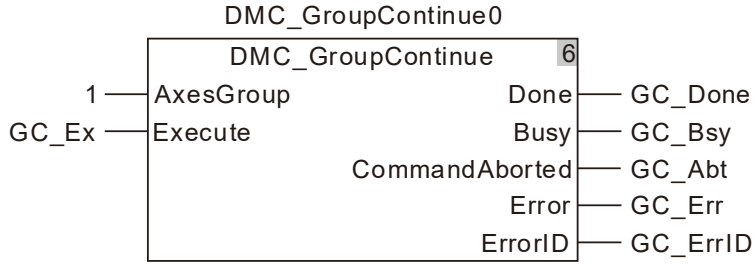 DMC_GroupContinue0
DMC_GroupContinue 6
1 AxesGroup Done GC_Done
GC_Ex Execute Busy GC_Bsy
CommandAborted GC_Abt
Error GC_Err
ErrorID GC_ErrID